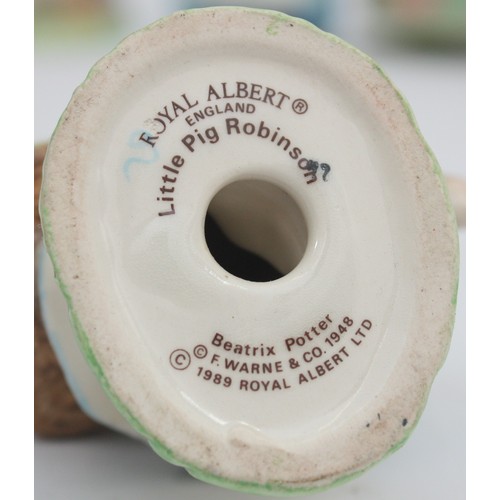 ROYAL ALBERT®
ENGLAND
Little Pig Robinson
Beatrix Potter
© F. WARNE & CO. 1948
© 1989 ROYAL ALBERT LTD